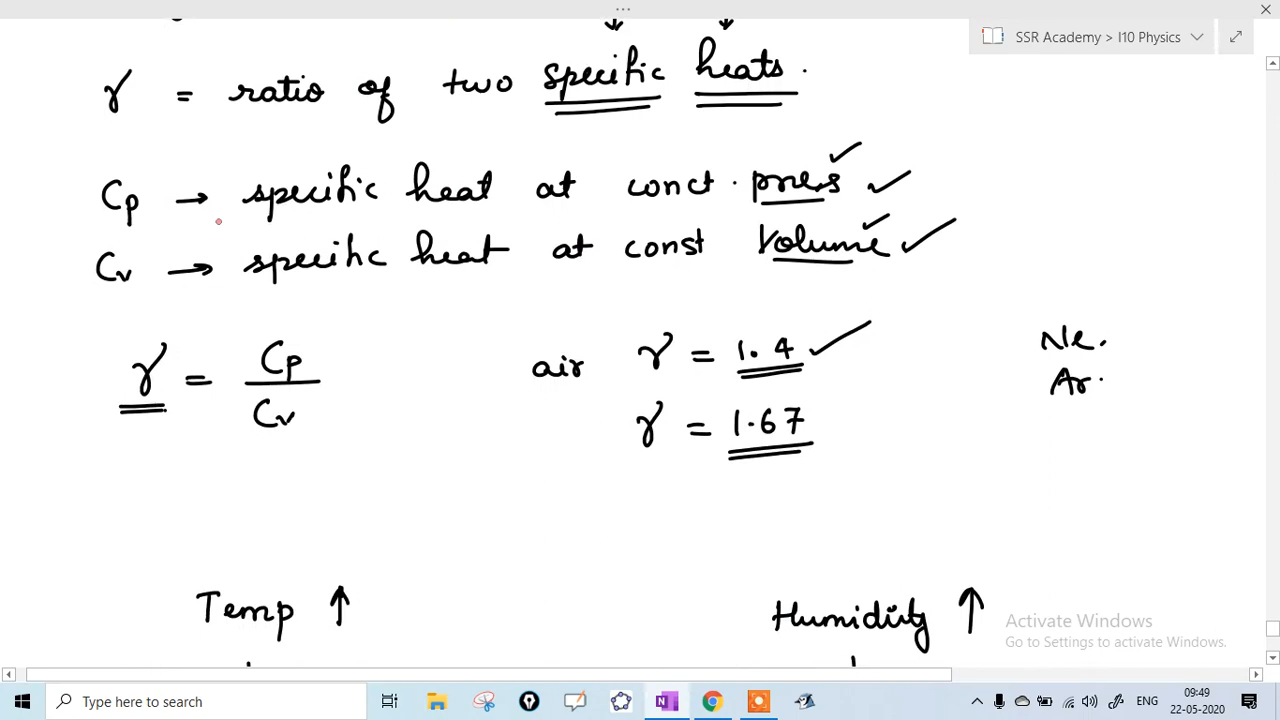 SSR Academy > I10 Physics
γ = ratio of two specific heats.
Cp → specific heat at conct. press ✓ ✓
Cv → specific heat at const volume ✓ ✓
γ = Cp / Cv
air γ = 1.4 ✓
γ = 1.67
Ne.
Ar.
Temp ↑
Humidity ↑
Activate Windows
Go to Settings to activate Windows.
Type here to search
ENG
09:49
22-05-2020